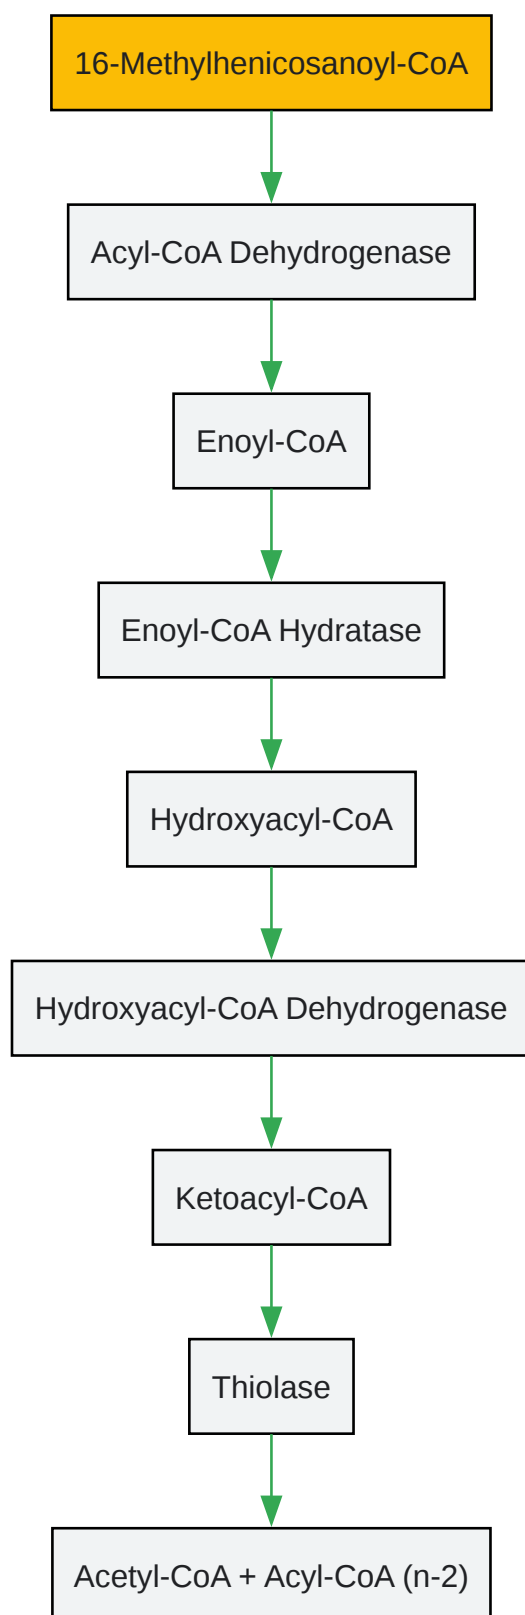 16-Methylhenicosanoyl-CoA
Acyl-CoA Dehydrogenase
Enoyl-CoA
Enoyl-CoA Hydratase
Hydroxyacyl-CoA
Hydroxyacyl-CoA Dehydrogenase
Ketoacyl-CoA
Thiolase
Acetyl-CoA + Acyl-CoA (n-2)